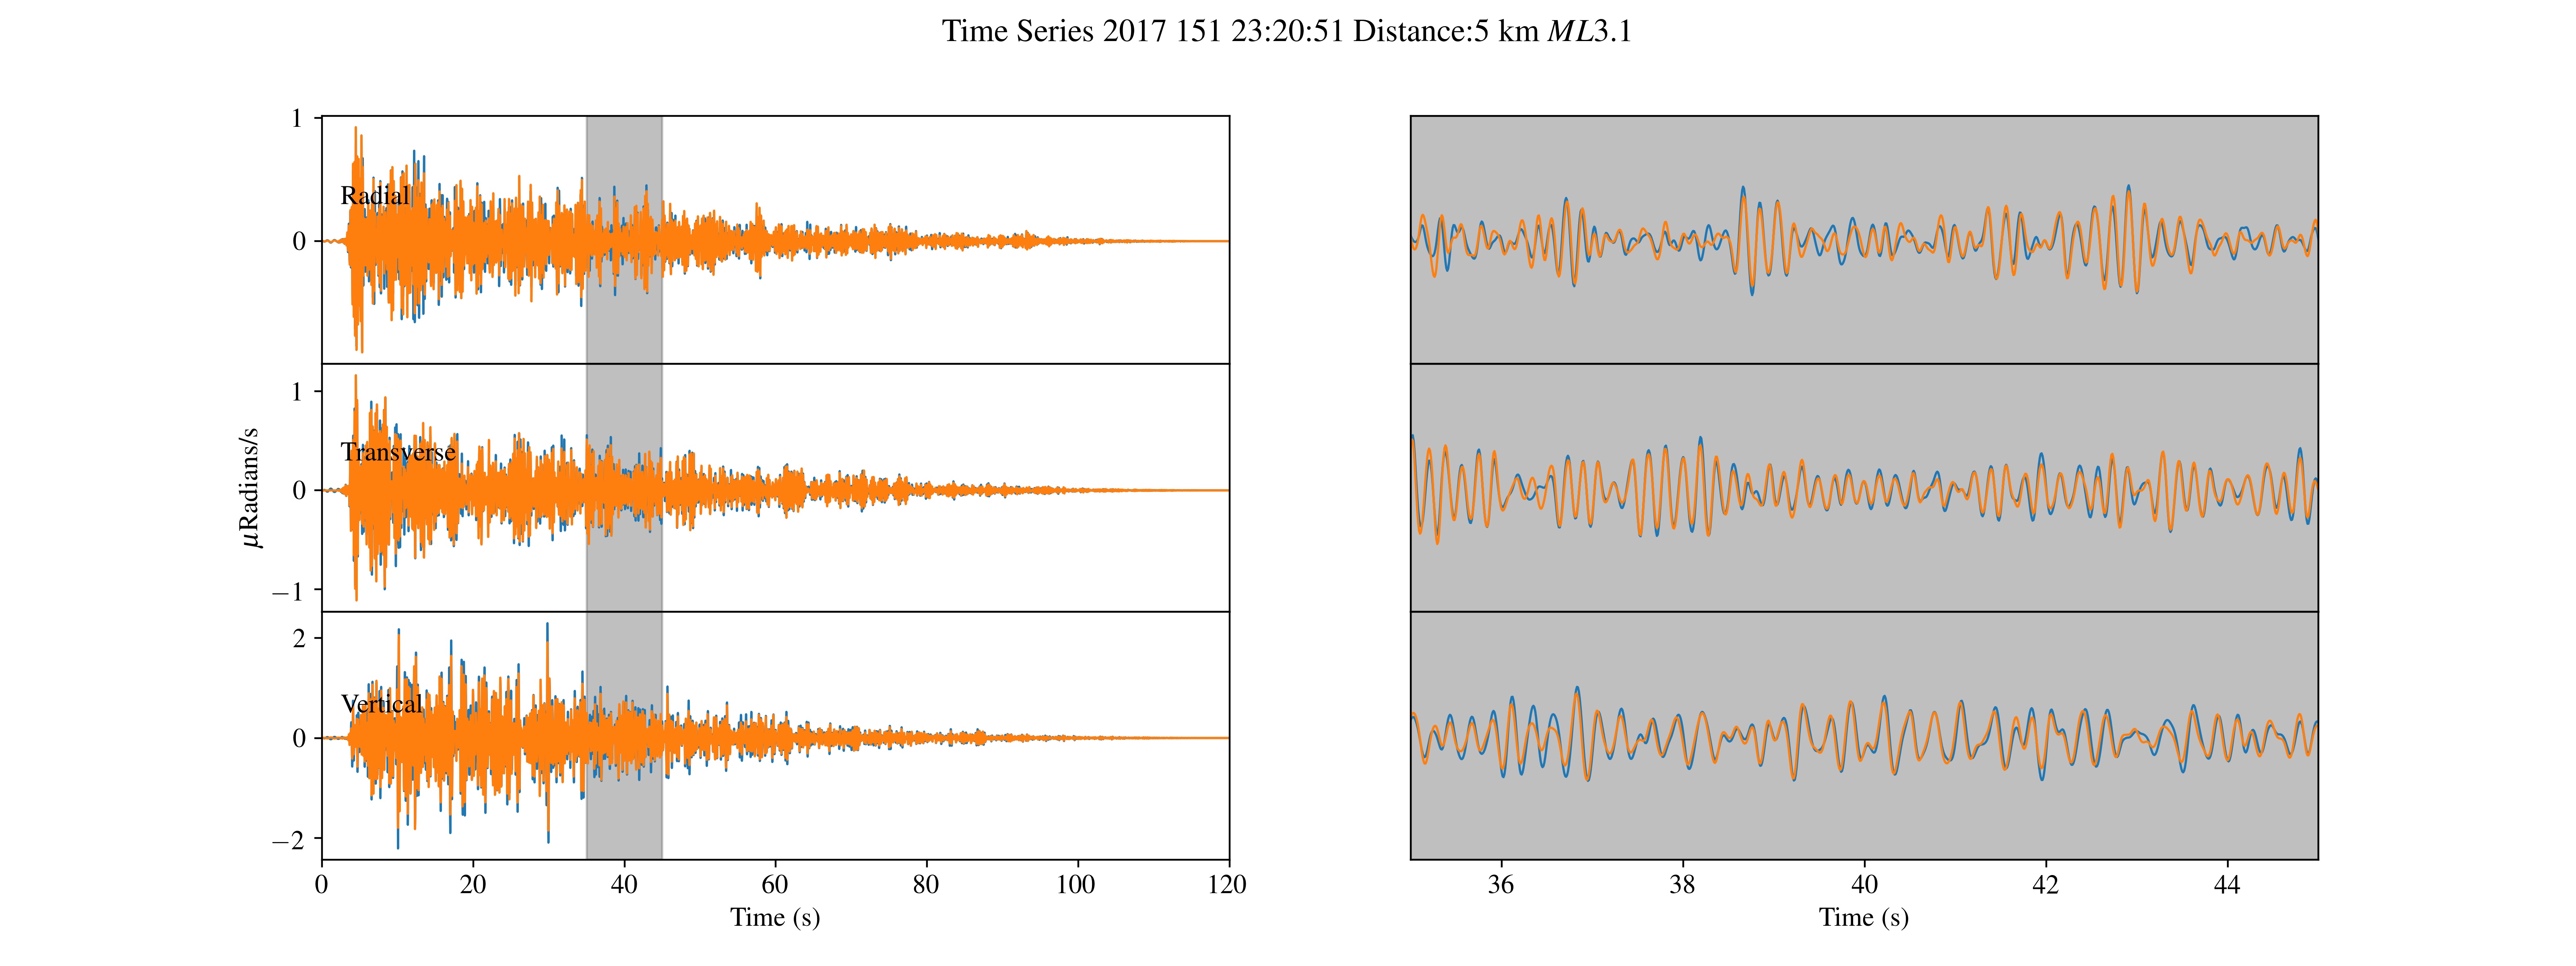 Time Series 2017 151 23:20:51 Distance:5 km ML3.1
1
Radial
0
1
Transverse
0
−1
μRadians/s
2
Vertical
0
−2
0 20 40 60 80 100 120
Time (s)
36 38 40 42 44
Time (s)